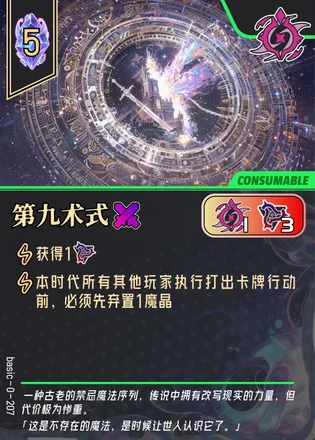 5
CONSUMABLE
第九术式
1 3
获得1
本时代所有其他玩家执行打出卡牌行动
前，必须先弃置1魔晶
basic-0-207
一种古老的禁忌魔法序列，传说中拥有改写现实的力量，但
代价极为惨重。
「这是不存在的魔法，是时候让世人认识它了。」